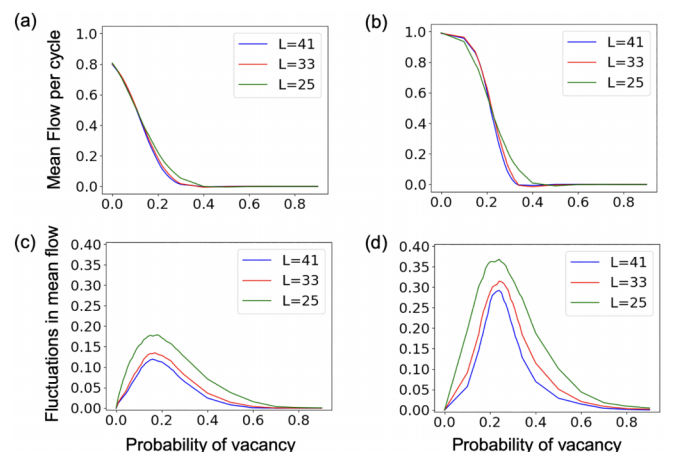 (a)
Mean Flow per cycle
1.0
0.8
0.6
0.4
0.2
0.0
L=41
L=33
L=25
0.0 0.2 0.4 0.6 0.8
(b)
1.0
0.8
0.6
0.4
0.2
0.0
L=41
L=33
L=25
0.0 0.2 0.4 0.6 0.8
(c)
Fluctuations in mean flow
0.40
0.35
0.30
0.25
0.20
0.15
0.10
0.05
0.00
L=41
L=33
L=25
0.0 0.2 0.4 0.6 0.8
Probability of vacancy
(d)
0.40
0.35
0.30
0.25
0.20
0.15
0.10
0.05
0.00
L=41
L=33
L=25
0.0 0.2 0.4 0.6 0.8
Probability of vacancy